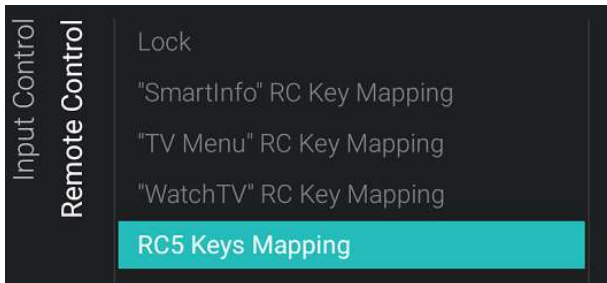 Input Control
Remote Control
Lock
"SmartInfo" RC Key Mapping
"TV Menu" RC Key Mapping
"WatchTV" RC Key Mapping
RC5 Keys Mapping